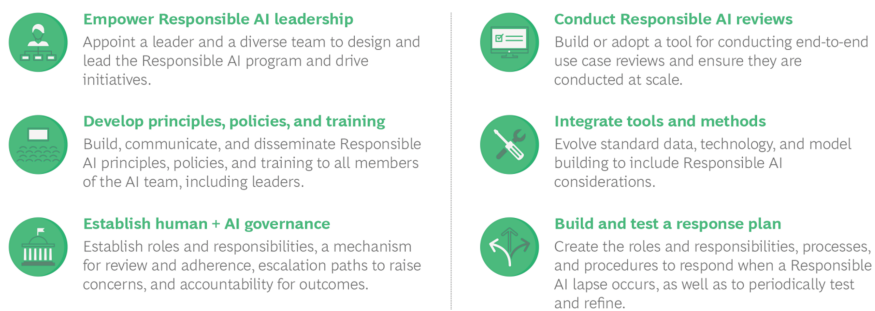 Empower Responsible AI leadership
Appoint a leader and a diverse team to design and
lead the Responsible AI program and drive
initiatives.
Develop principles, policies, and training
Build, communicate, and disseminate Responsible
AI principles, policies, and training to all members
of the AI team, including leaders.
Establish human + AI governance
Establish roles and responsibilities, a mechanism
for review and adherence, escalation paths to raise
concerns, and accountability for outcomes.
Conduct Responsible AI reviews
Build or adopt a tool for conducting end-to-end
use case reviews and ensure they are
conducted at scale.
Integrate tools and methods
Evolve standard data, technology, and model
building to include Responsible AI
considerations.
Build and test a response plan
Create the roles and responsibilities, processes,
and procedures to respond when a Responsible
AI lapse occurs, as well as to periodically test
and refine.